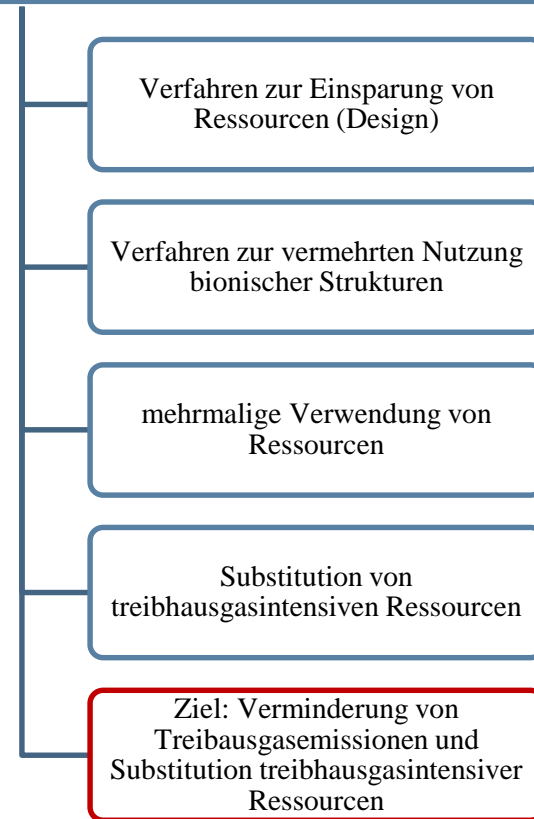 Verfahren zur Einsparung von
Ressourcen (Design)
Verfahren zur vermehrten Nutzung
bionischer Strukturen
mehrmalige Verwendung von
Ressourcen
Substitution von
treibhausgasintensiven Ressourcen
Ziel: Verminderung von
Treibausgasemissionen und
Substitution treibhausgasintensiver
Ressourcen